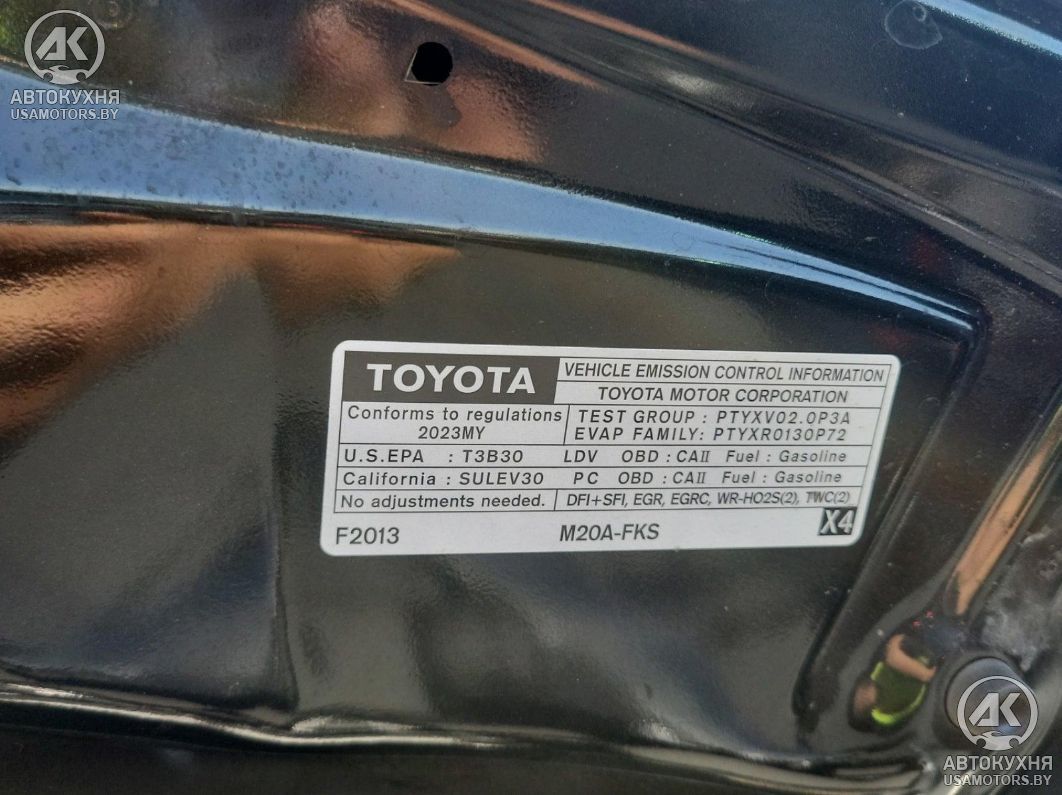 AK
АВТОКУХНЯ
USAMOTORS.BY
TOYOTA
VEHICLE EMISSION CONTROL INFORMATION
TOYOTA MOTOR CORPORATION
Conforms to regulations
2023MY
TEST GROUP : PTYXV02.0P3A
EVAP FAMILY: PTYXR0130P72
U.S.EPA : T3B30 LDV OBD : CAII Fuel : Gasoline
California : SULEV30 PC OBD : CAII Fuel : Gasoline
No adjustments needed. DFI+SFI, EGR, EGRC, WR-HO2S(2), TWC(2)
F2013 M20A-FKS X4
AK
АВТОКУХНЯ
USAMOTORS.BY